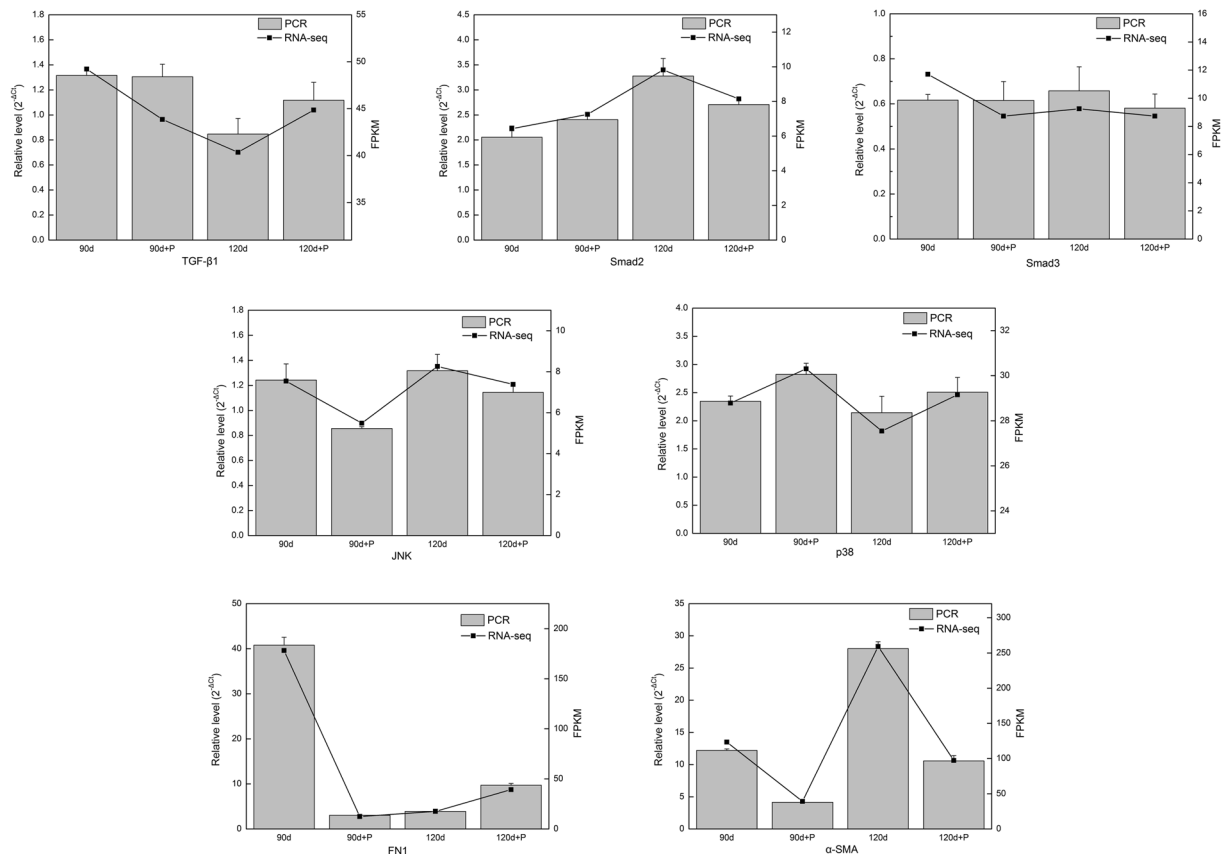 1.8
1.6
1.4
1.2
1.0
0.8
0.6
0.4
0.2
0.0
Relative level (2-ΔCt)
55
50
45
40
35
FPKM
PCR
RNA-seq
90d 90d+P 120d 120d+P
TGF-β1
4.5
4.0
3.5
3.0
2.5
2.0
1.5
1.0
0.5
0.0
Relative level (2-ΔCt)
12
10
8
6
4
2
0
FPKM
PCR
RNA-seq
90d 90d+P 120d 120d+P
Smad2
1.0
0.8
0.6
0.4
0.2
0.0
Relative level (2-ΔCt)
16
14
12
10
8
6
4
2
0
FPKM
PCR
RNA-seq
90d 90d+P 120d 120d+P
Smad3
1.8
1.6
1.4
1.2
1.0
0.8
0.6
0.4
0.2
0.0
Relative level (2-ΔCt)
10
8
6
4
2
0
FPKM
PCR
RNA-seq
90d 90d+P 120d 120d+P
JNK
4.0
3.5
3.0
2.5
2.0
1.5
1.0
0.5
0.0
Relative level (2-ΔCt)
32
30
28
26
24
FPKM
PCR
RNA-seq
90d 90d+P 120d 120d+P
p38
50
40
30
20
10
0
Relative level (2-ΔCt)
200
150
100
50
0
FPKM
PCR
RNA-seq
90d 90d+P 120d 120d+P
FN1
35
30
25
20
15
10
5
0
Relative level (2-ΔCt)
300
250
200
150
100
50
0
FPKM
PCR
RNA-seq
90d 90d+P 120d 120d+P
α-SMA